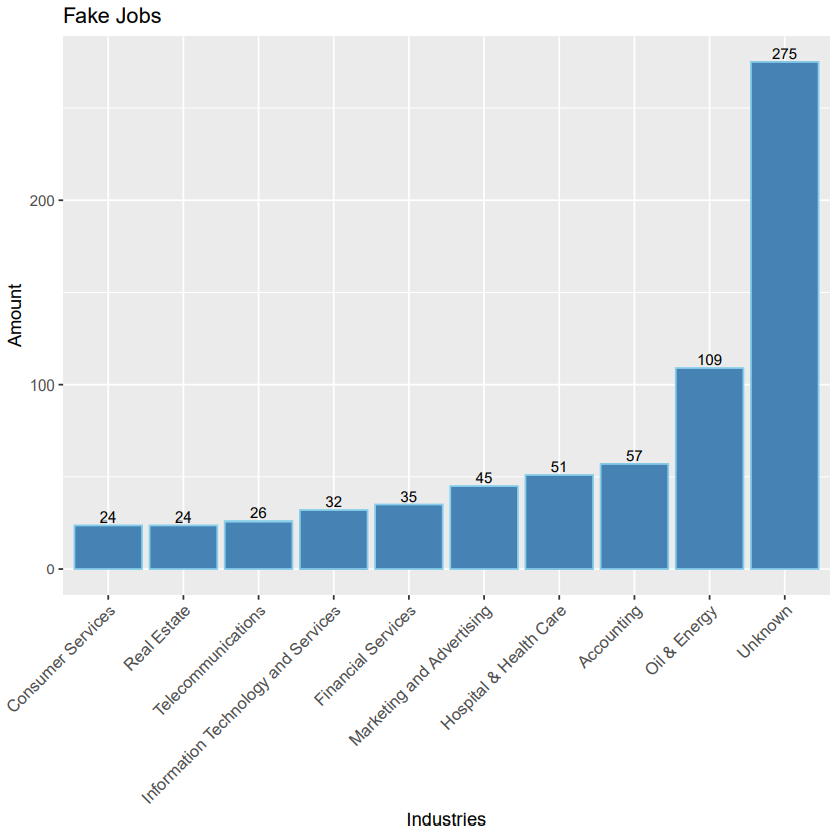 Fake Jobs
Amount
200
100
0
24
24
26
32
35
45
51
57
109
275
Consumer Services
Real Estate
Telecommunications
Information Technology and Services
Financial Services
Marketing and Advertising
Hospital & Health Care
Accounting
Oil & Energy
Unknown
Industries